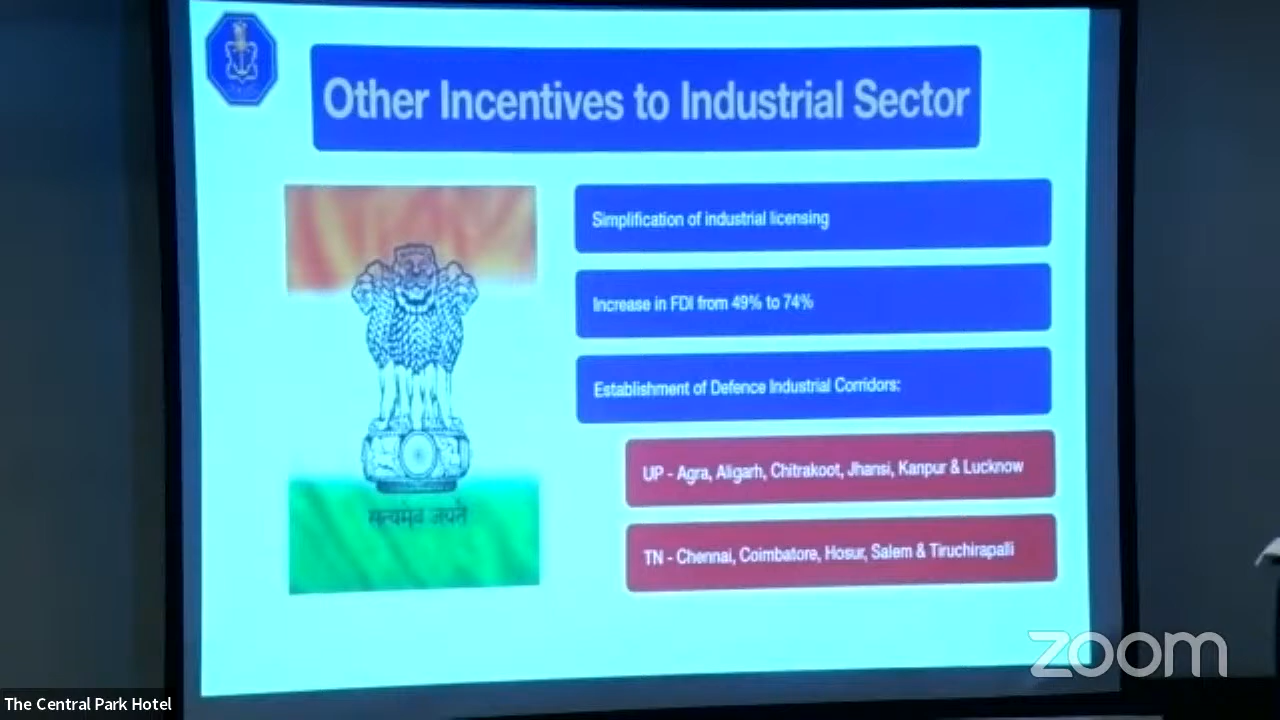 Other Incentives to Industrial Sector
Simplification of industrial licensing
Increase in FDI from 49% to 74%
Establishment of Defence Industrial Corridors:
UP - Agra, Aligarh, Chitrakoot, Jhansi, Kanpur & Lucknow
सत्यमेव जयते
TN - Chennai, Coimbatore, Hosur, Salem & Tiruchirapalli
zoom
The Central Park Hotel